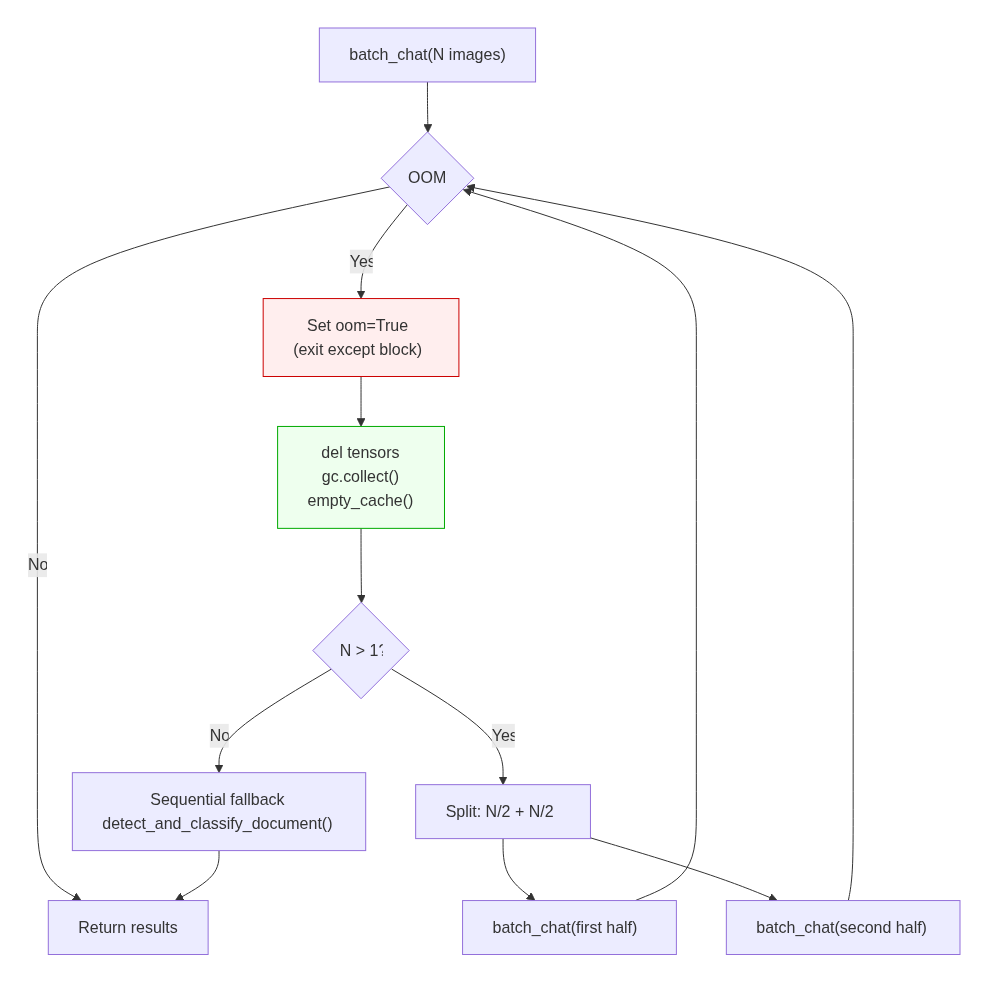 batch_chat(N images)
OOM
Yes
Set oom=True
(exit except block)
del tensors
gc.collect()
empty_cache()
No
N > 1?
No
Yes
Sequential fallback
detect_and_classify_document()
Split: N/2 + N/2
Return results
batch_chat(first half)
batch_chat(second half)